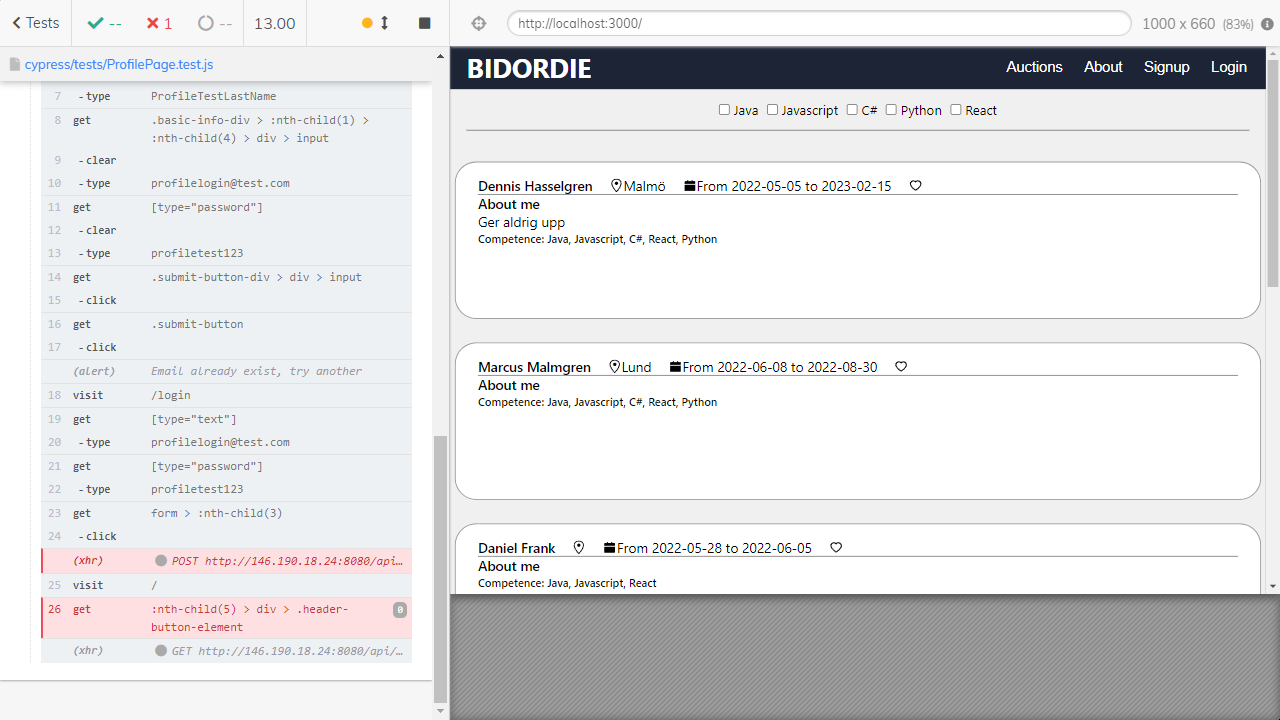 Tests
--
1
--
13.00
http://localhost:3000/
1000 x 660 (83%)
cypress/tests/ProfilePage.test.js
7 -type ProfileTestLastName
8 get .basic-info-div > :nth-child(1) >
:nth-child(4) > div > input
9 -clear
10 -type profilelogin@test.com
11 get [type="password"]
12 -clear
13 -type profiletest123
14 get .submit-button-div > div > input
15 -click
16 get .submit-button
17 -click
(alert) Email already exist, try another
18 visit /login
19 get [type="text"]
20 -type profilelogin@test.com
21 get [type="password"]
22 -type profiletest123
23 get form > :nth-child(3)
24 -click
(xhr) POST http://146.190.18.24:8080/api…
25 visit /
26 get :nth-child(5) > div > .header-
button-element 0
(xhr) GET http://146.190.18.24:8080/api/…
BIDORDIE
Auctions About Signup Login
Java Javascript C# Python React
Dennis Hasselgren Malmö From 2022-05-05 to 2023-02-15
About me
Ger aldrig upp
Competence: Java, Javascript, C#, React, Python
Marcus Malmgren Lund From 2022-06-08 to 2022-08-30
About me
Competence: Java, Javascript, C#, React, Python
Daniel Frank From 2022-05-28 to 2022-06-05
About me
Competence: Java, Javascript, React